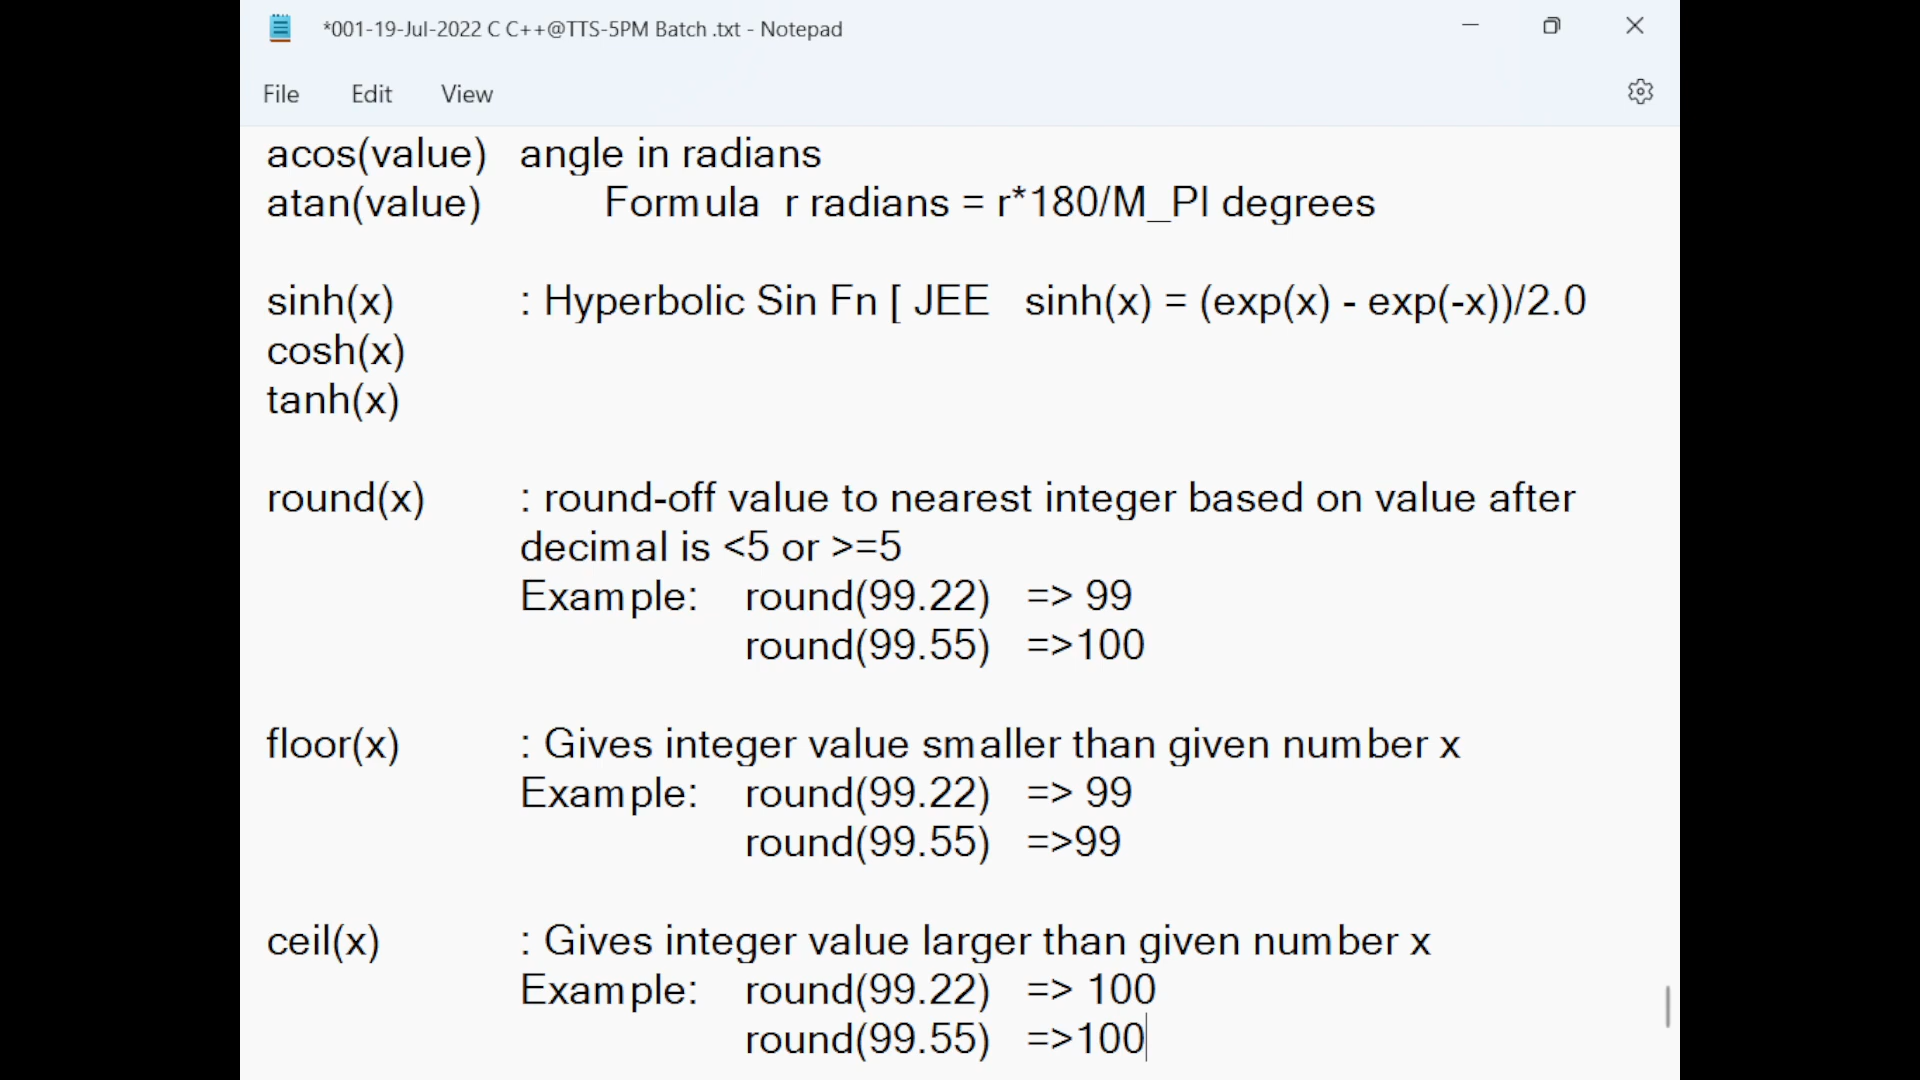 *001-19-Jul-2022 C C++@TTS-5PM Batch .txt - Notepad
File Edit View
acos(value) angle in radians
atan(value) Formula r radians = r*180/M_PI degrees
sinh(x) : Hyperbolic Sin Fn [ JEE sinh(x) = (exp(x) - exp(-x))/2.0
cosh(x)
tanh(x)
round(x) : round-off value to nearest integer based on value after
decimal is <5 or >=5
Example: round(99.22) => 99
round(99.55) =>100
floor(x) : Gives integer value smaller than given number x
Example: round(99.22) => 99
round(99.55) =>99
ceil(x) : Gives integer value larger than given number x
Example: round(99.22) => 100
round(99.55) =>100